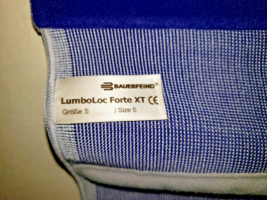 BAUERFEIND®
LumboLoc Forte XT CE
Größe 5 | Size 5